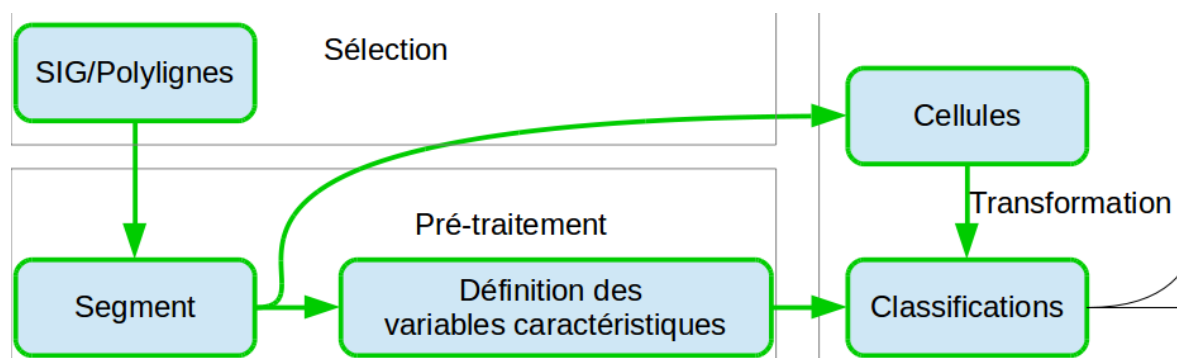 SIG/Polylignes
Sélection
Cellules
Transformation
Pré-traitement
Segment
Définition des
variables caractéristiques
Classifications